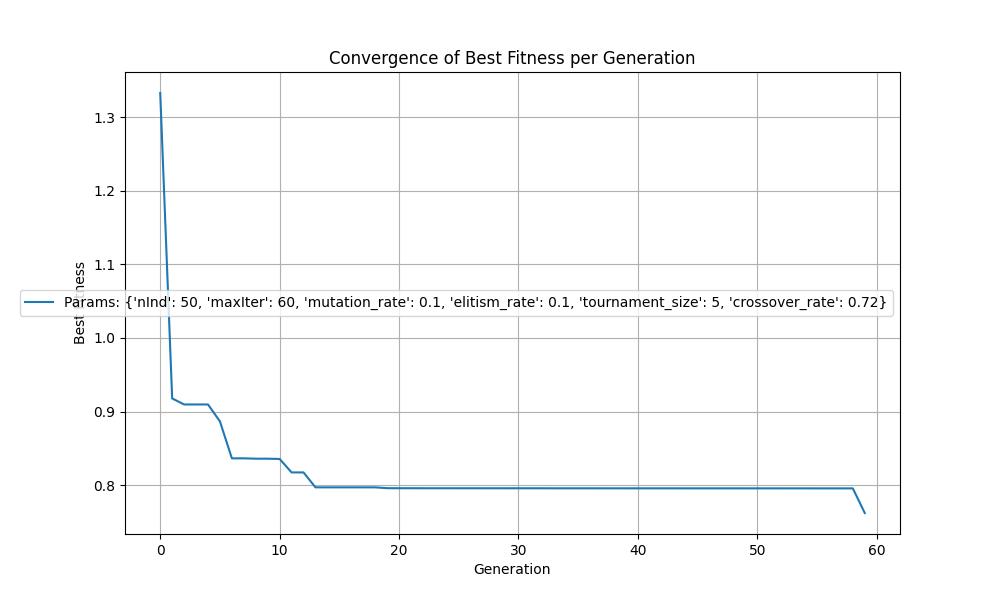 Convergence of Best Fitness per Generation
1.3
1.2
1.1
1.0
0.9
0.8
Best
ness
Params: {'nInd': 50, 'maxIter': 60, 'mutation_rate': 0.1, 'elitism_rate': 0.1, 'tournament_size': 5, 'crossover_rate': 0.72}
0 10 20 30 40 50 60
Generation